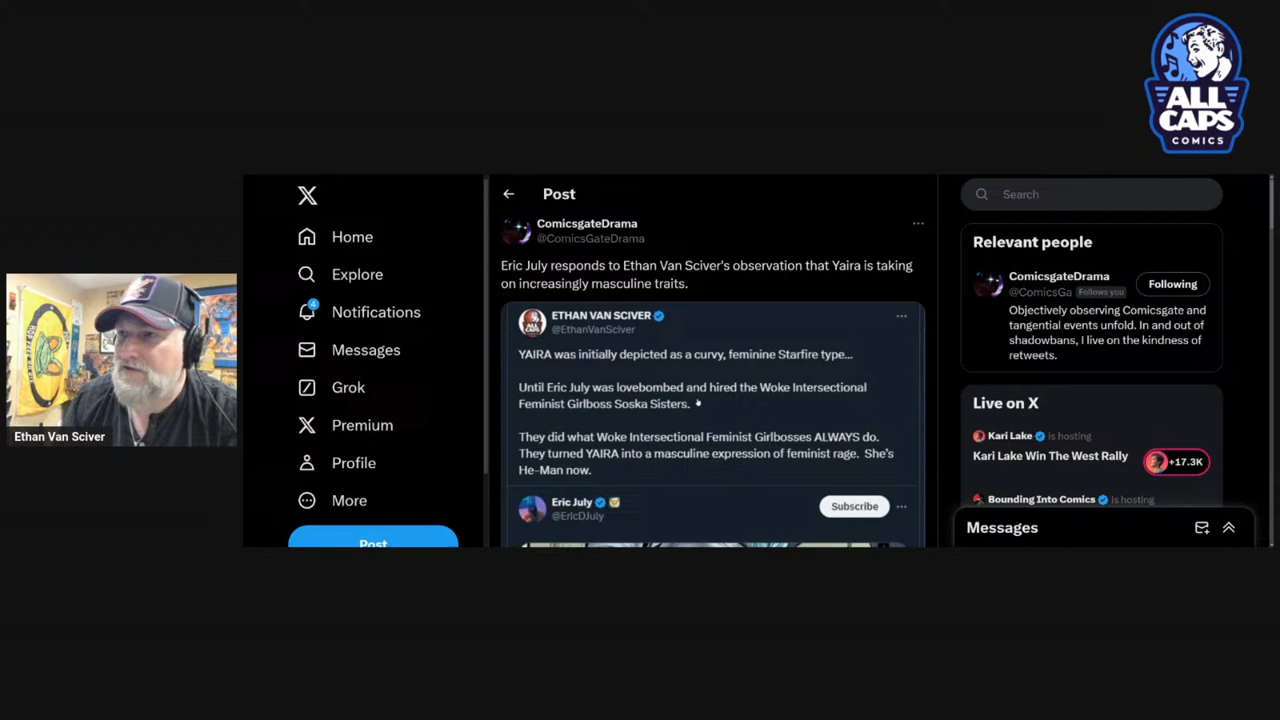 ALL
CAPS
COMICS
Home
Explore
4
Notifications
Messages
Grok
Premium
Profile
More
Post
Post
ComicsgateDrama
@ComicsGateDrama
Eric July responds to Ethan Van Sciver's observation that Yaira is taking
on increasingly masculine traits.
ETHAN VAN SCIVER
@EthanVanSciver
YAIRA was initially depicted as a curvy, feminine Starfire type...
Until Eric July was lovebombed and hired the Woke Intersectional
Feminist Girlboss Soska Sisters.
They did what Woke Intersectional Feminist Girlbosses ALWAYS do.
They turned YAIRA into a masculine expression of feminist rage. She's
He-Man now.
Eric July
@EricDJuly
Subscribe
Search
Relevant people
ComicsgateDrama
@ComicsGa Follows you
Following
Objectively observing Comicsgate and
tangential events unfold. In and out of
shadowbans, I live on the kindness of
retweets.
Live on X
Kari Lake is hosting
Kari Lake Win The West Rally
+17.3K
Bounding Into Comics is hosting
Messages
Ethan Van Sciver